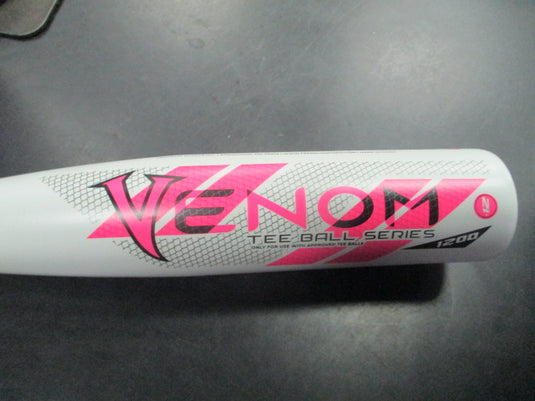 VENOM
TEE BALL SERIES
ONLY FOR USE WITH APPROVED TEE BALLS
1200